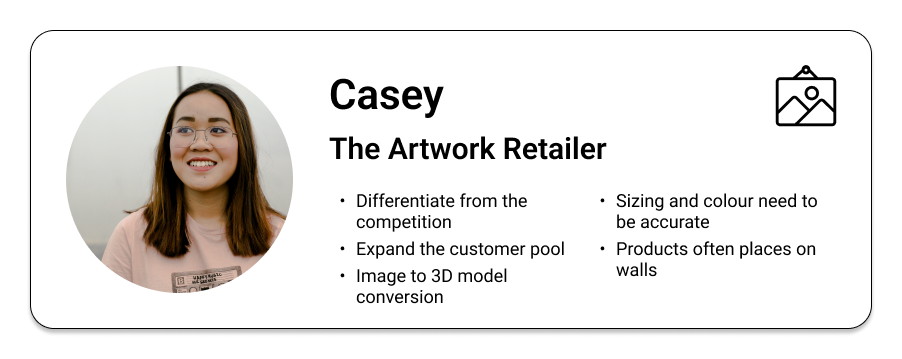 Casey
The Artwork Retailer
• Differentiate from the
competition
• Expand the customer pool
• Image to 3D model
conversion
• Sizing and colour need to
be accurate
• Products often places on
walls